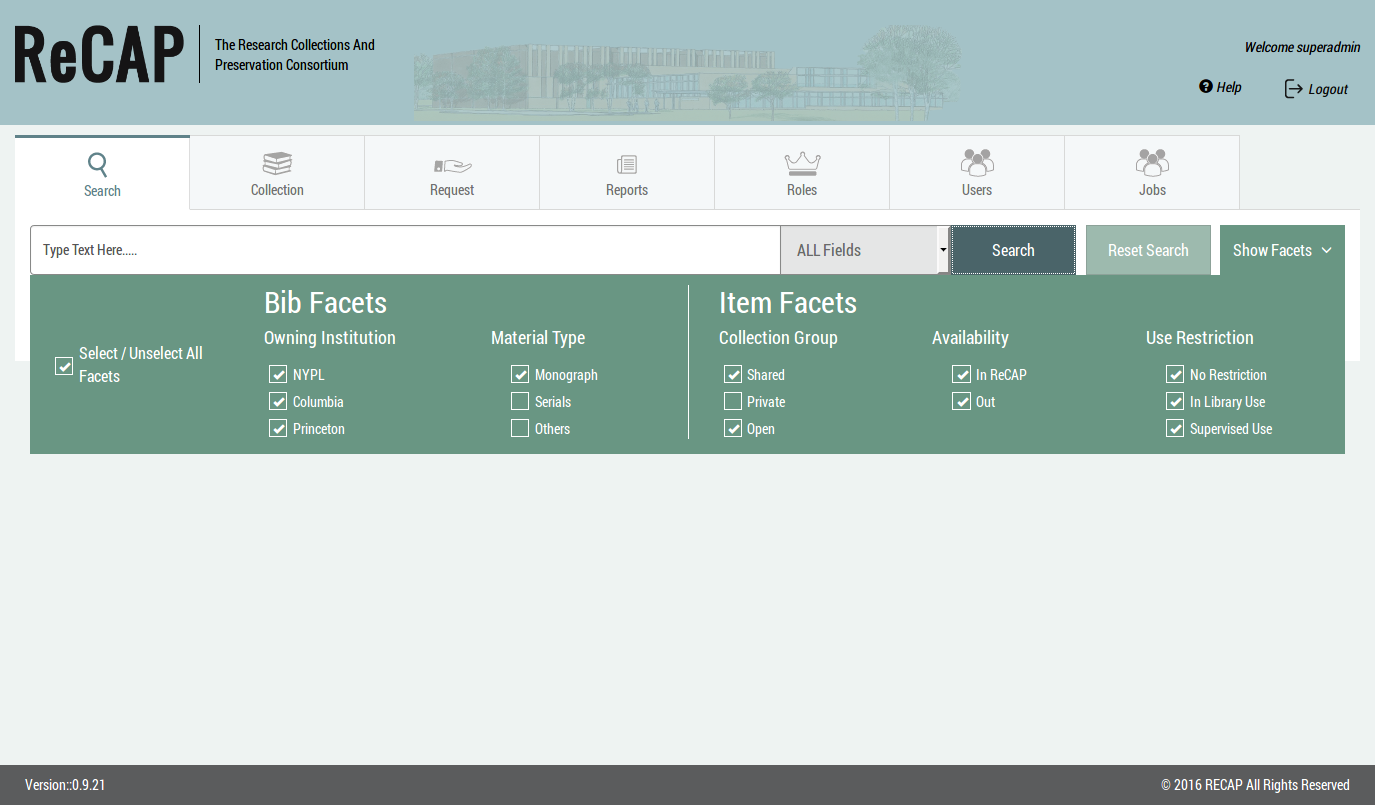 ReCAP
The Research Collections And
Preservation Consortium
Welcome superadmin
Help
Logout
Search
Collection
Request
Reports
Roles
Users
Jobs
Type Text Here.....
ALL Fields
Search
Reset Search
Show Facets
Select / Unselect All
Facets
Bib Facets
Owning Institution
NYPL
Columbia
Princeton
Material Type
Monograph
Serials
Others
Item Facets
Collection Group
Shared
Private
Open
Availability
In ReCAP
Out
Use Restriction
No Restriction
In Library Use
Supervised Use
Version::0.9.21
© 2016 RECAP All Rights Reserved